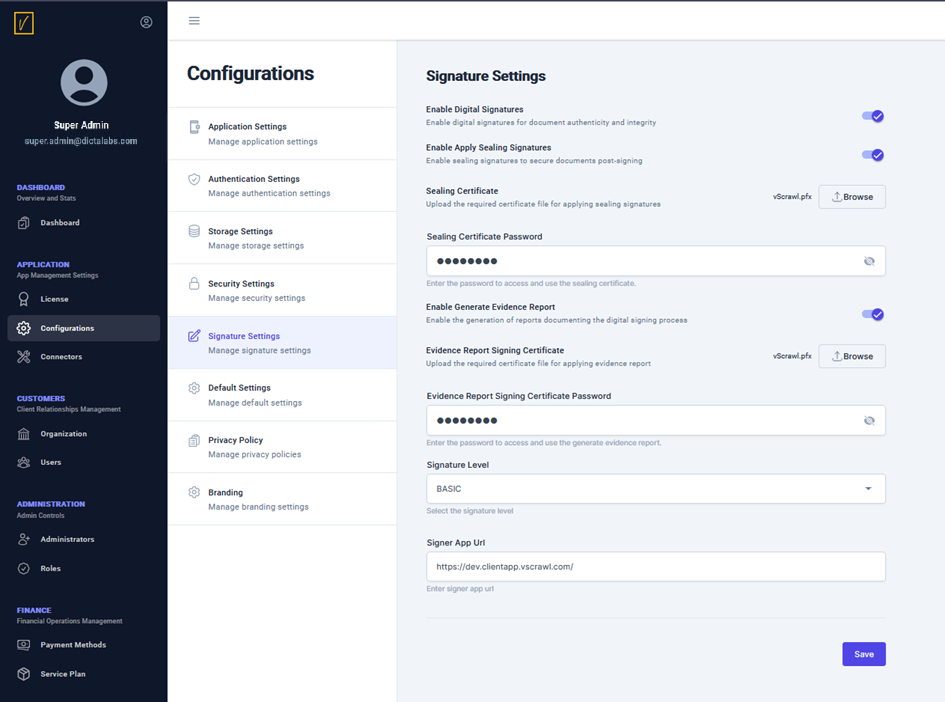 Super Admin
super.admin@dictalabs.com
DASHBOARD
Overview and Stats
Dashboard
APPLICATION
App Management Settings
License
Configurations
Connectors
CUSTOMERS
Client Relationships Management
Organization
Users
ADMINISTRATION
Admin Controls
Administrators
Roles
FINANCE
Financial Operations Management
Payment Methods
Service Plan
Configurations
Application Settings
Manage application settings
Authentication Settings
Manage authentication settings
Storage Settings
Manage storage settings
Security Settings
Manage security settings
Signature Settings
Manage signature settings
Default Settings
Manage default settings
Privacy Policy
Manage privacy policies
Branding
Manage branding settings
Signature Settings
Enable Digital Signatures
Enable digital signatures for document authenticity and integrity
Enable Apply Sealing Signatures
Enable sealing signatures to secure documents post-signing
Sealing Certificate
Upload the required certificate file for applying sealing signatures
vScrawl.pfx
Browse
Sealing Certificate Password
Enter the password to access and use the sealing certificate.
Enable Generate Evidence Report
Enable the generation of reports documenting the digital signing process
Evidence Report Signing Certificate
Upload the required certificate file for applying evidence report
vScrawl.pfx
Browse
Evidence Report Signing Certificate Password
Enter the password to access and use the generate evidence report.
Signature Level
BASIC
Select the signature level
Signer App Url
https://dev.clientapp.vscrawl.com/
Enter signer app url
Save